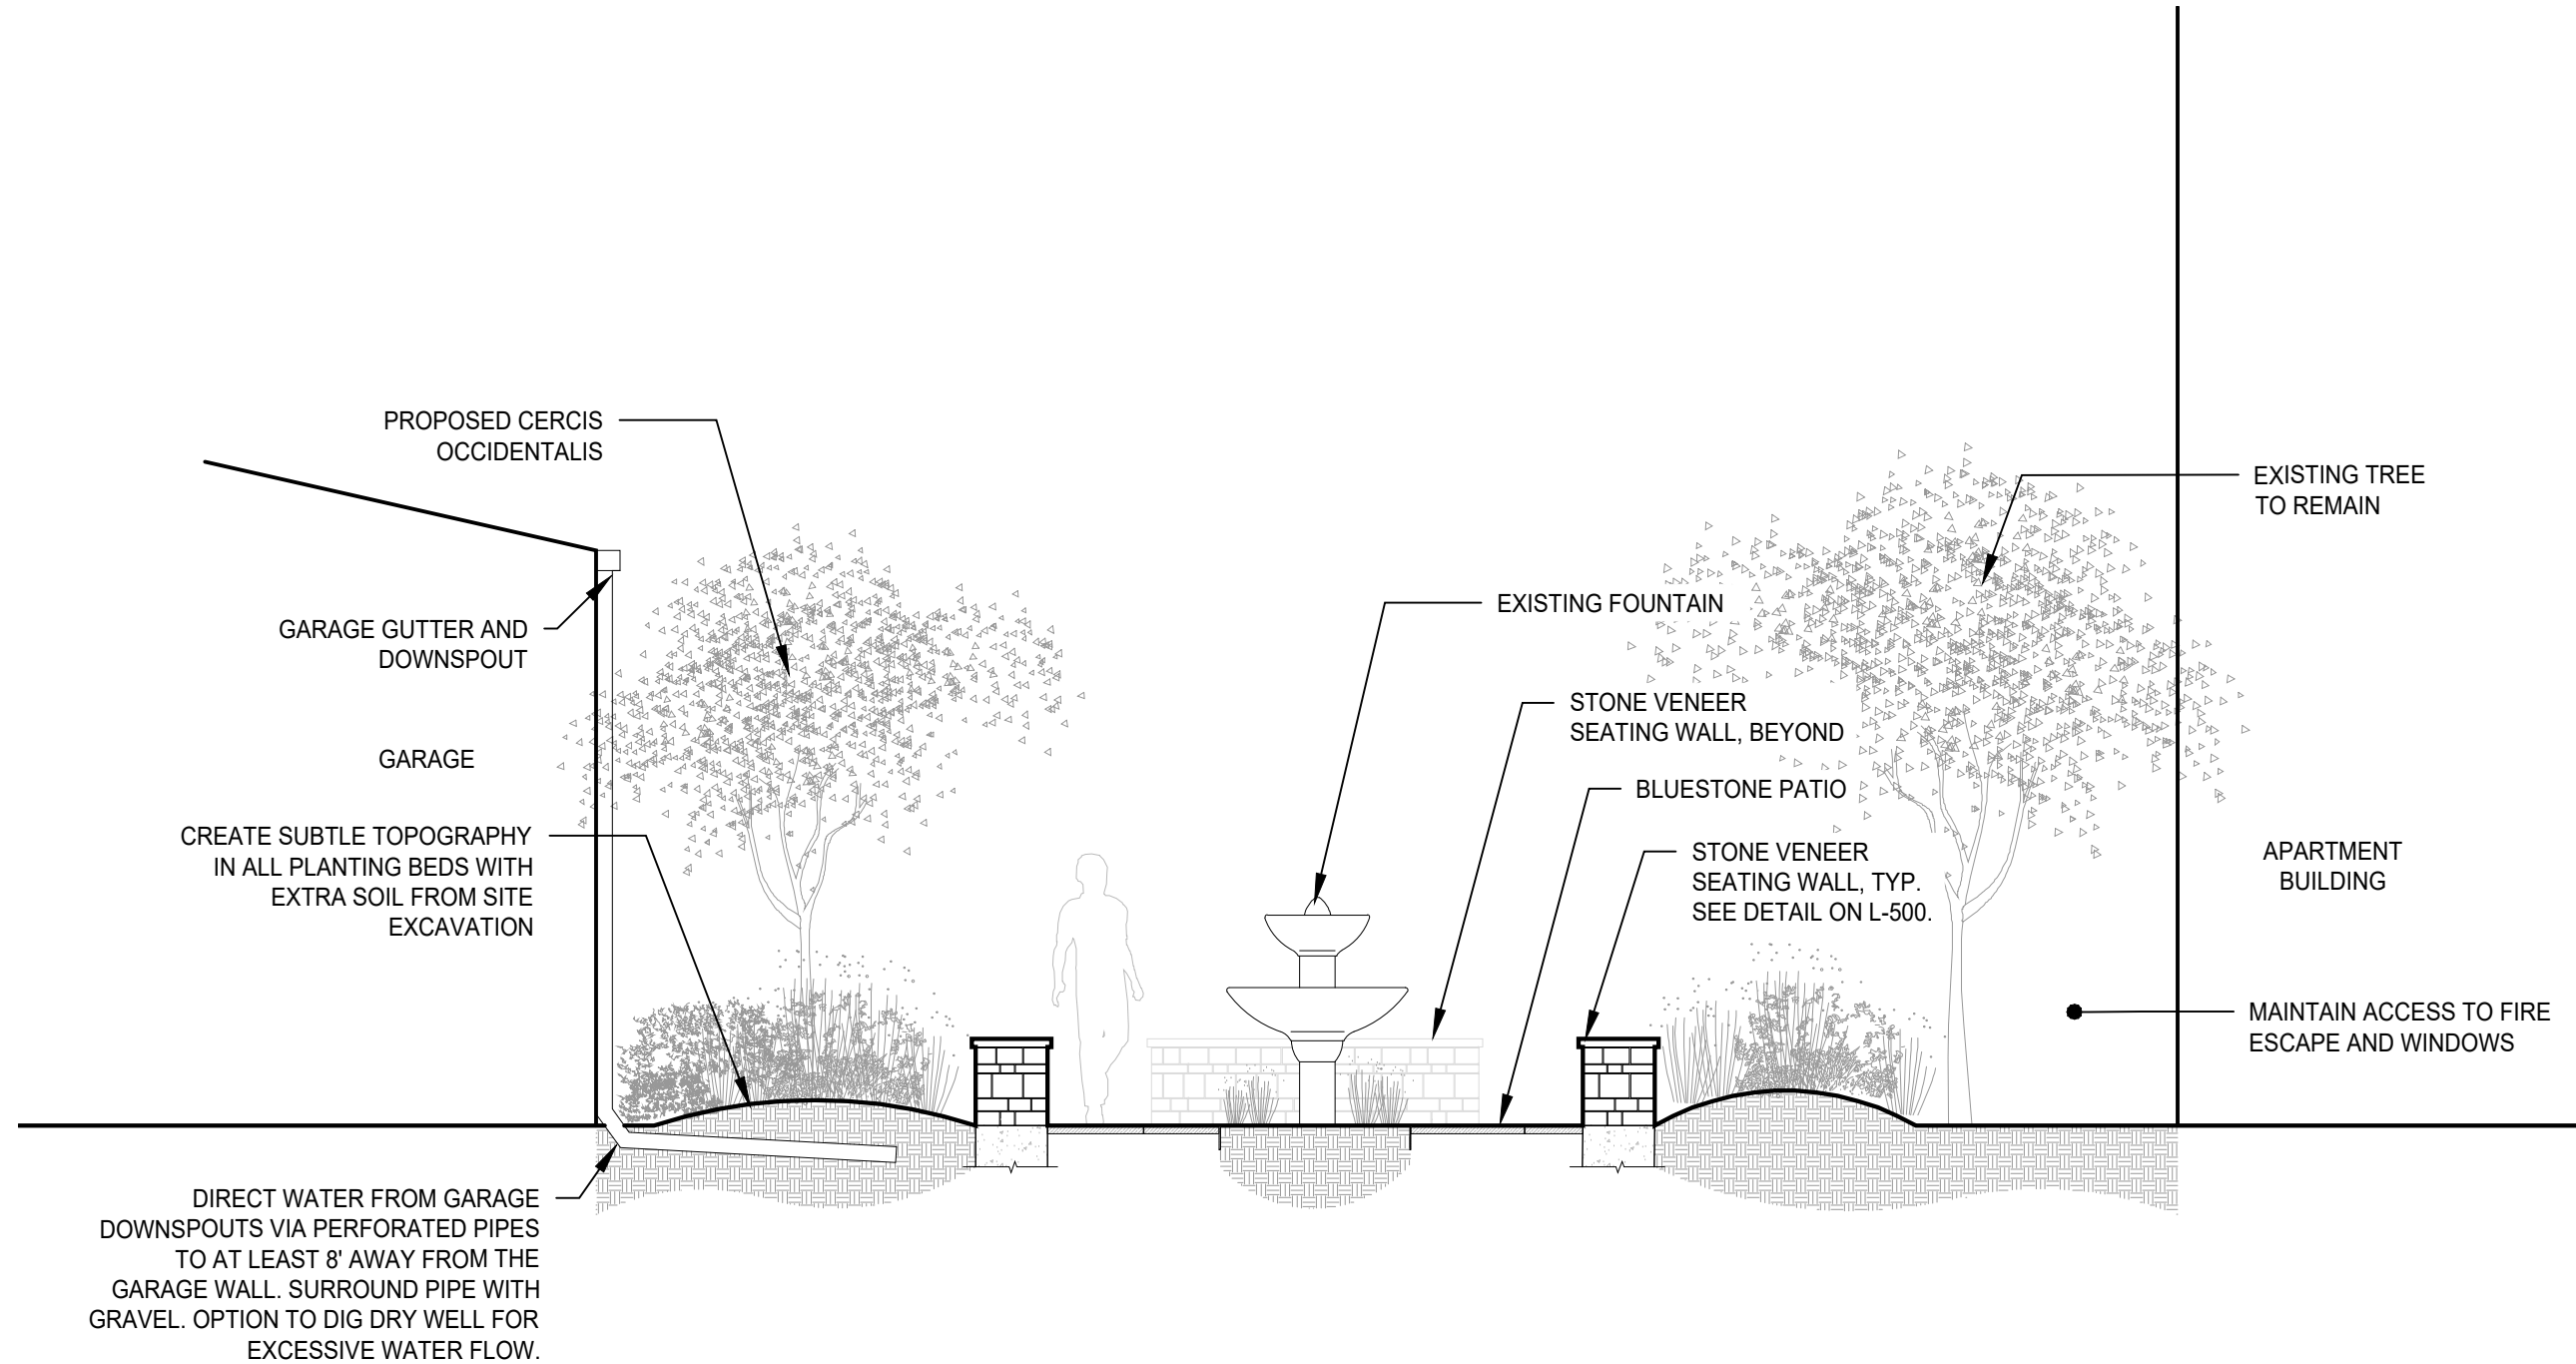 PROPOSED CERCIS
OCCIDENTALIS
GARAGE GUTTER AND
DOWNSPOUT
GARAGE
CREATE SUBTLE TOPOGRAPHY
IN ALL PLANTING BEDS WITH
EXTRA SOIL FROM SITE
EXCAVATION
DIRECT WATER FROM GARAGE
DOWNSPOUTS VIA PERFORATED PIPES
TO AT LEAST 8' AWAY FROM THE
GARAGE WALL. SURROUND PIPE WITH
GRAVEL. OPTION TO DIG DRY WELL FOR
EXCESSIVE WATER FLOW.
EXISTING FOUNTAIN
STONE VENEER
SEATING WALL, BEYOND
BLUESTONE PATIO
STONE VENEER
SEATING WALL, TYP.
SEE DETAIL ON L-500.
EXISTING TREE
TO REMAIN
APARTMENT
BUILDING
MAINTAIN ACCESS TO FIRE
ESCAPE AND WINDOWS